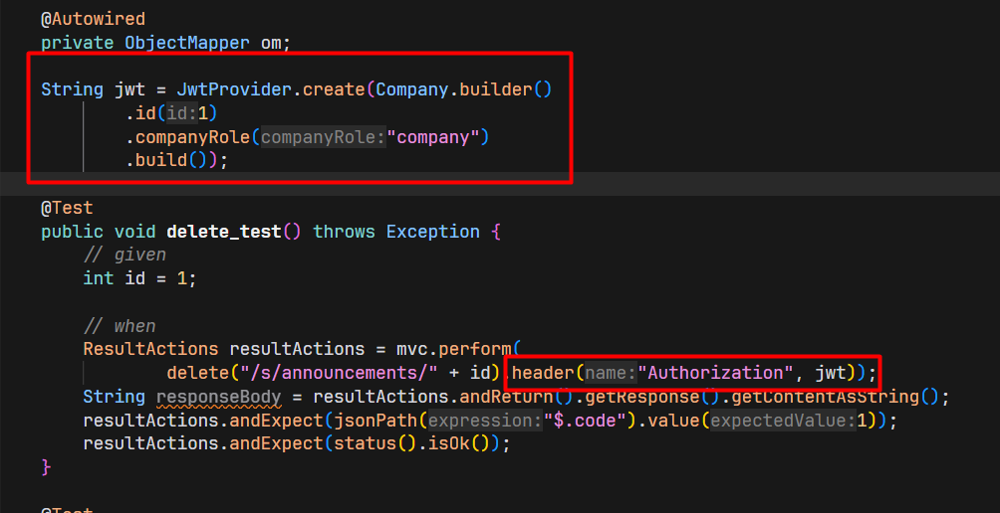 @Autowired
private ObjectMapper om;
String jwt = JwtProvider.create(Company.builder()
.id(id:1)
.companyRole(companyRole:"company")
.build());
@Test
public void delete_test() throws Exception {
// given
int id = 1;
// when
ResultActions resultActions = mvc.perform(
delete("/s/announcements/" + id).header(name:"Authorization", jwt));
String responseBody = resultActions.andReturn().getResponse().getContentAsString();
resultActions.andExpect(jsonPath(expression:"$.code").value(expectedValue:1));
resultActions.andExpect(status().isOk());
}
@Test